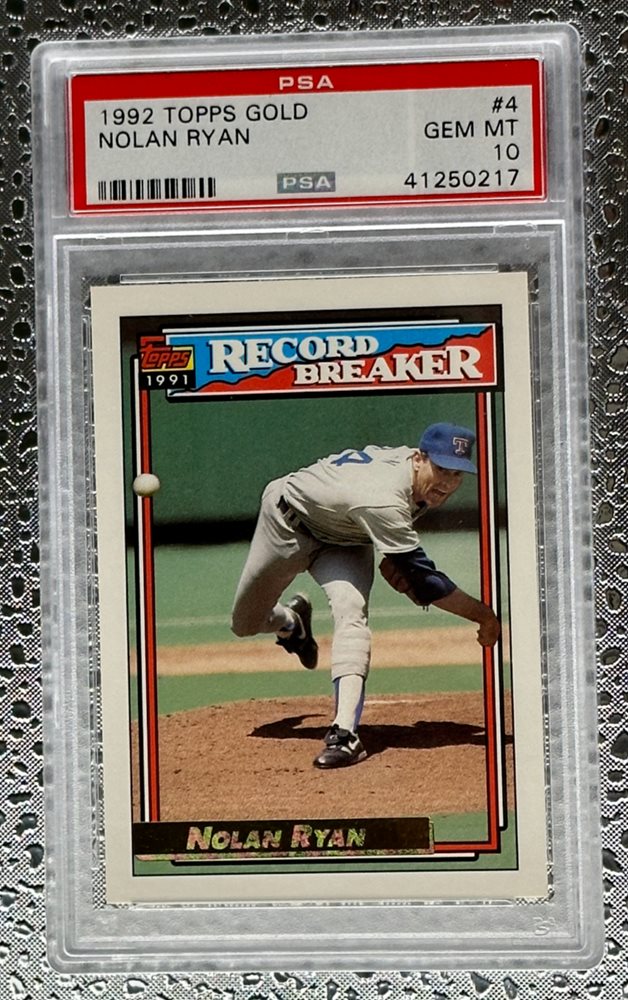 PSA
1992 TOPPS GOLD #4
NOLAN RYAN GEM MT
10
PSA 41250217
Topps
1991
RECORD
BREAKER
T
NOLAN RYAN